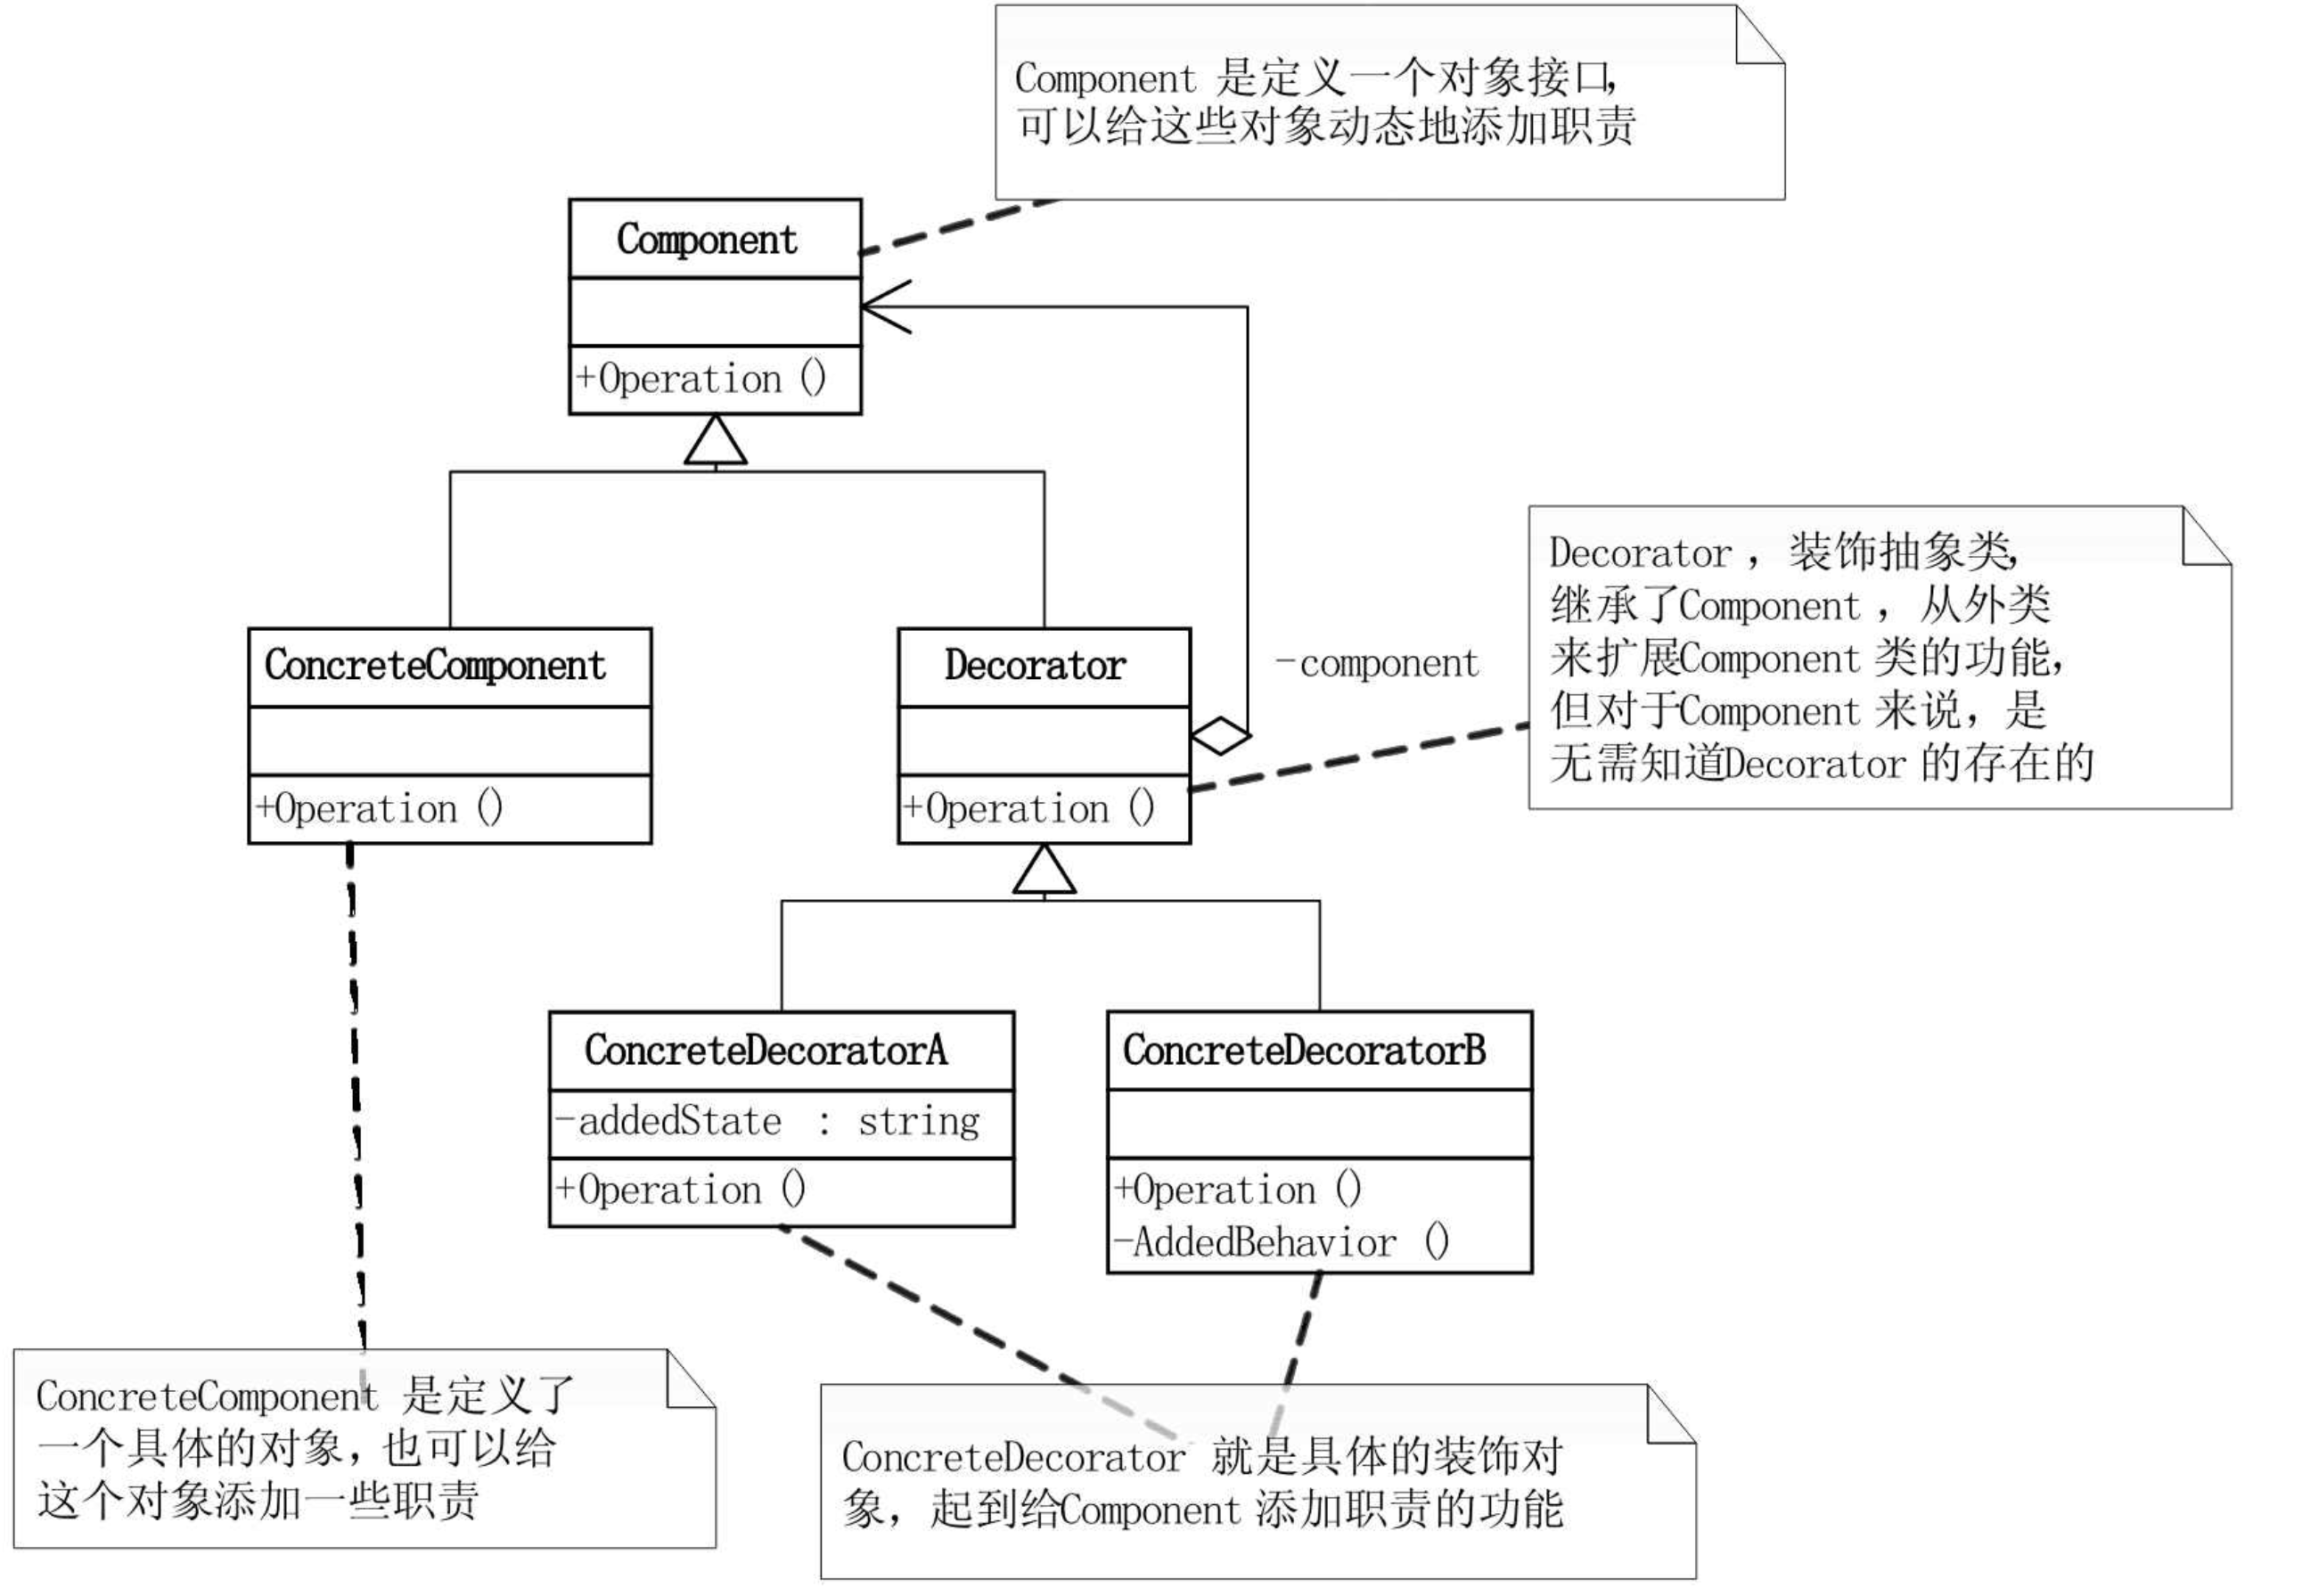 Component 是定义一个对象接口,
可以给这些对象动态地添加职责
Component
+Operation ()
Decorator , 装饰抽象类,
继承了Component , 从外类
来扩展Component 类的功能,
但对于Component 来说, 是
无需知道Decorator 的存在的
ConcreteComponent
+Operation ()
Decorator
+Operation ()
-component
ConcreteDecoratorA
-addedState : string
+Operation ()
ConcreteDecoratorB
+Operation ()
-AddedBehavior ()
ConcreteComponent 是定义了
一个具体的对象, 也可以给
这个对象添加一些职责
ConcreteDecorator 就是具体的装饰对
象, 起到给Component 添加职责的功能